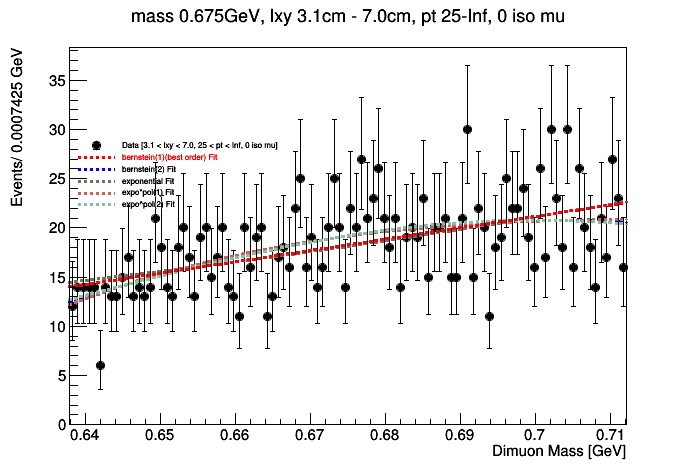 mass 0.675GeV, lxy 3.1cm - 7.0cm, pt 25-Inf, 0 iso mu
Events/ 0.0007425 GeV
35
30
25
20
15
10
5
0
Data [3.1 < lxy < 7.0, 25 < pt < Inf, 0 iso mu]
bernstein(1)(best order) Fit
bernstein(2) Fit
exponential Fit
expo*pol(1) Fit
expo*pol(2) Fit
0.64 0.65 0.66 0.67 0.68 0.69 0.7 0.71
Dimuon Mass [GeV]